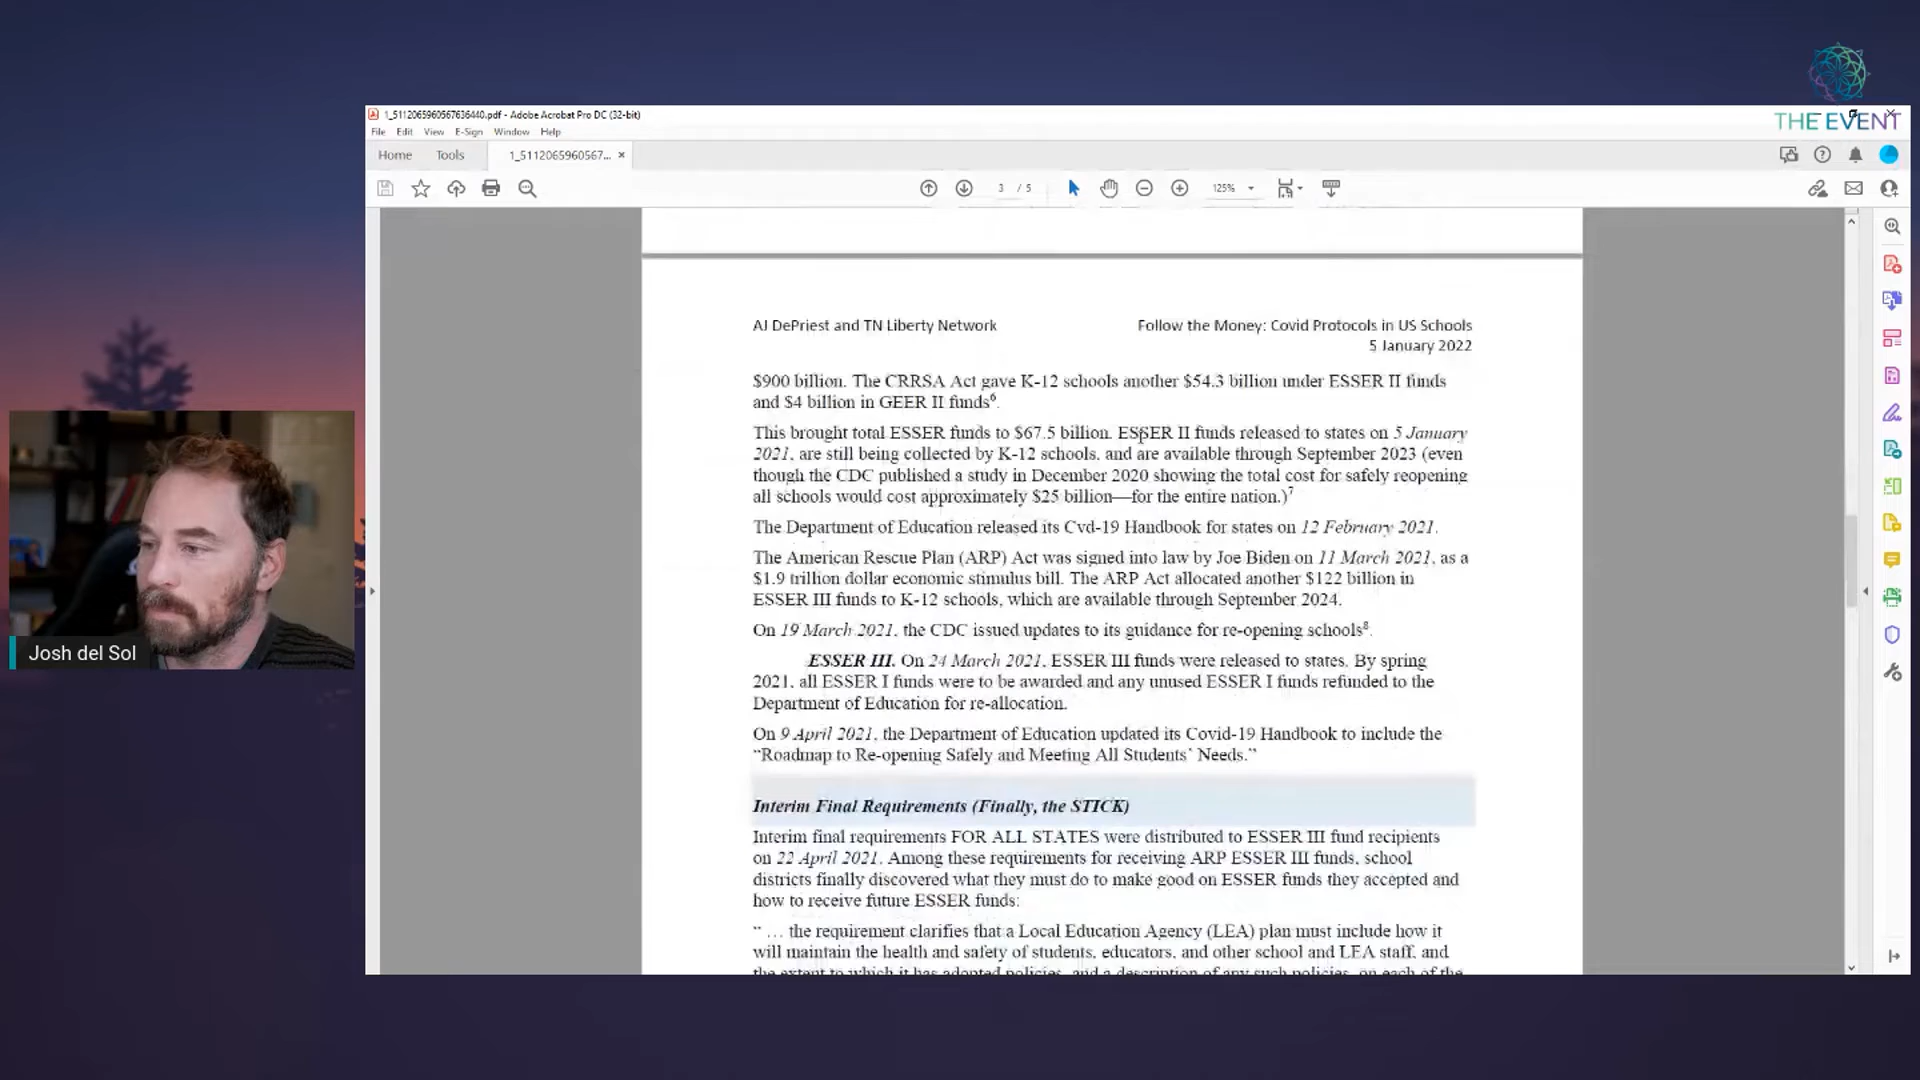 THE EVENT
1_5112065960567636440.pdf - Adobe Acrobat Pro DC (32-bit)
File Edit View E-Sign Window Help
Home Tools 1_5112065960567... ×
3 / 5 125%
AJ DePriest and TN Liberty Network Follow the Money: Covid Protocols in US Schools
5 January 2022
$900 billion. The CRRSA Act gave K-12 schools another $54.3 billion under ESSER II funds
and $4 billion in GEER II funds6.
This brought total ESSER funds to $67.5 billion. ESSER II funds released to states on 5 January
2021, are still being collected by K-12 schools, and are available through September 2023 (even
though the CDC published a study in December 2020 showing the total cost for safely reopening
all schools would cost approximately $25 billion—for the entire nation.)7
The Department of Education released its Cvd-19 Handbook for states on 12 February 2021.
The American Rescue Plan (ARP) Act was signed into law by Joe Biden on 11 March 2021, as a
$1.9 trillion dollar economic stimulus bill. The ARP Act allocated another $122 billion in
ESSER III funds to K-12 schools, which are available through September 2024.
On 19 March 2021, the CDC issued updates to its guidance for re-opening schools8.
ESSER III. On 24 March 2021, ESSER III funds were released to states. By spring
2021, all ESSER I funds were to be awarded and any unused ESSER I funds refunded to the
Department of Education for re-allocation.
On 9 April 2021, the Department of Education updated its Covid-19 Handbook to include the
“Roadmap to Re-opening Safely and Meeting All Students’ Needs.”
Interim Final Requirements (Finally, the STICK)
Interim final requirements FOR ALL STATES were distributed to ESSER III fund recipients
on 22 April 2021. Among these requirements for receiving ARP ESSER III funds, school
districts finally discovered what they must do to make good on ESSER funds they accepted and
how to receive future ESSER funds:
“ … the requirement clarifies that a Local Education Agency (LEA) plan must include how it
will maintain the health and safety of students, educators, and other school and LEA staff, and
the extent to which it has adopted policies, and a description of any such policies, on each of the
Josh del Sol